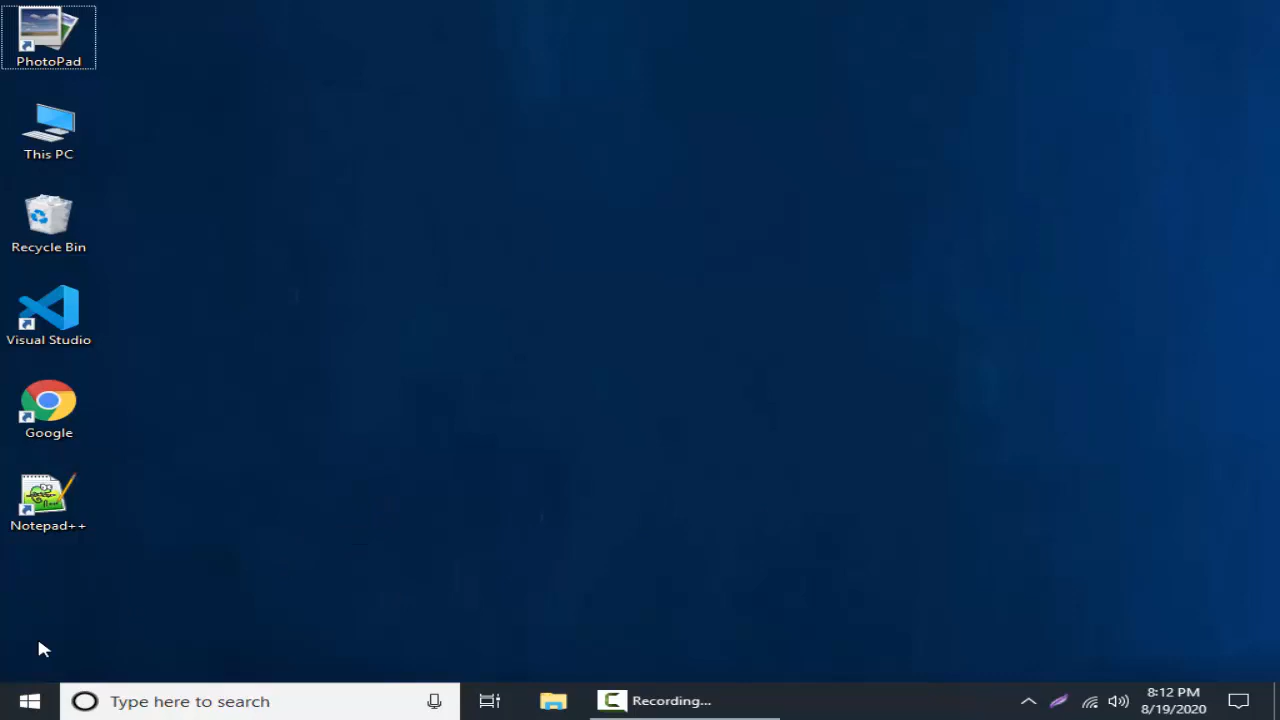 PhotoPad
This PC
Recycle Bin
Visual Studio
Google
Notepad++
Type here to search
Recording...
8:12 PM
8/19/2020